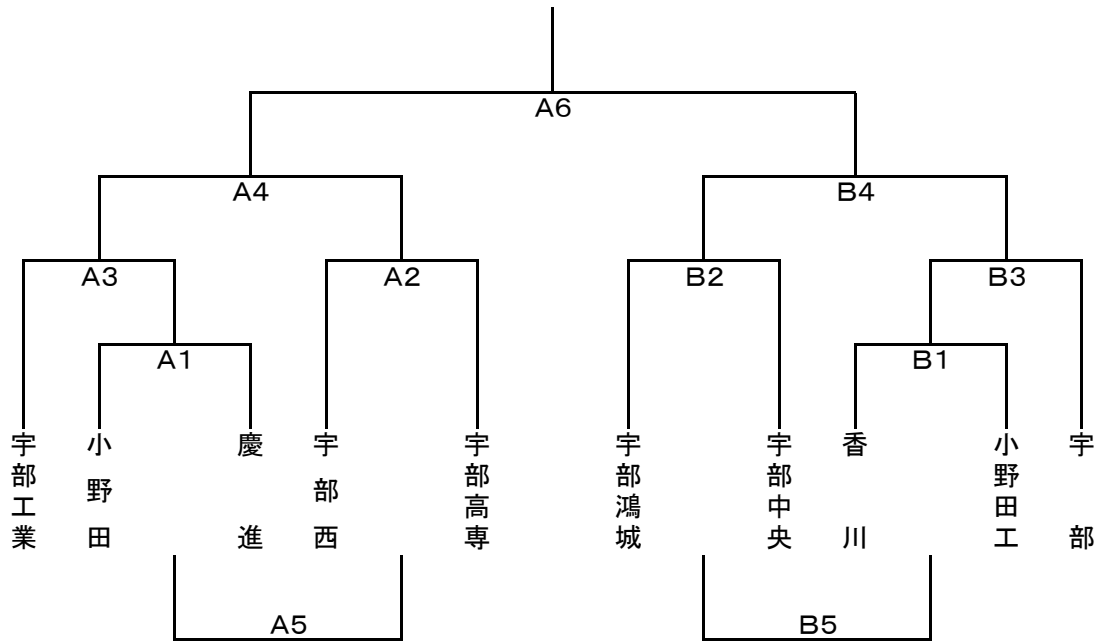 A6
A4
B4
A3
A2
B2
B3
A1
B1
宇部工業
小野田
慶進
宇部西
宇部高専
宇部鴻城
宇部中央
香川
小野田工
宇部
A5
B5